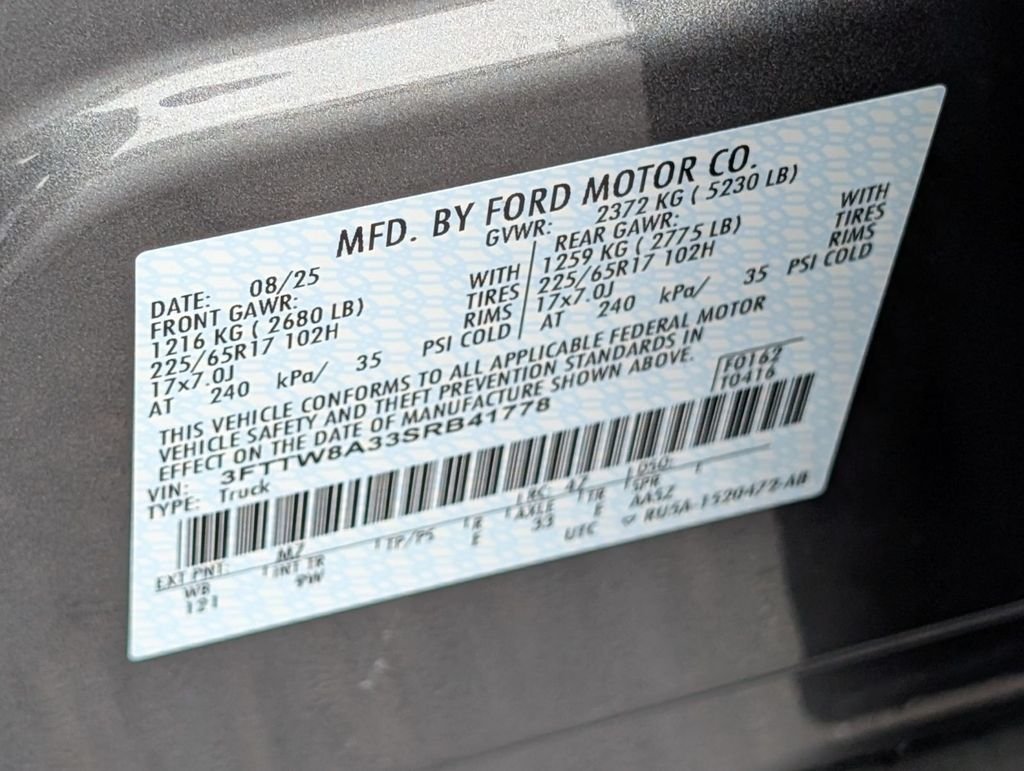 MFD. BY FORD MOTOR CO.
DATE: 08/25
GVWR: 2372 KG ( 5230 LB)
FRONT GAWR:
1216 KG ( 2680 LB) WITH
225/65R17 102H TIRES
17x7.0J RIMS
AT 240 kPa/ 35 PSI COLD
REAR GAWR:
1259 KG ( 2775 LB) WITH
225/65R17 102H TIRES
17x7.0J RIMS
AT 240 kPa/ 35 PSI COLD
THIS VEHICLE CONFORMS TO ALL APPLICABLE FEDERAL MOTOR
VEHICLE SAFETY AND THEFT PREVENTION STANDARDS IN
EFFECT ON THE DATE OF MANUFACTURE SHOWN ABOVE.
VIN: 3FTTW8A33SRB41778
TYPE: Truck
F0162
T0416
EXT PNT: M7 RC: 47 DSO:
WB INT TR TP/PS R AXLE TR SPR
121 9W E 33 E AA5Z F
UTC RU5A-1520472-AB